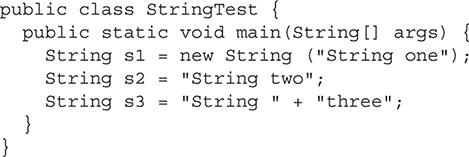 public class StringTest {
  public static void main(String[] args) {
    String s1 = new String ("String one");
    String s2 = "String two";
    String s3 = "String " + "three";
  }
}